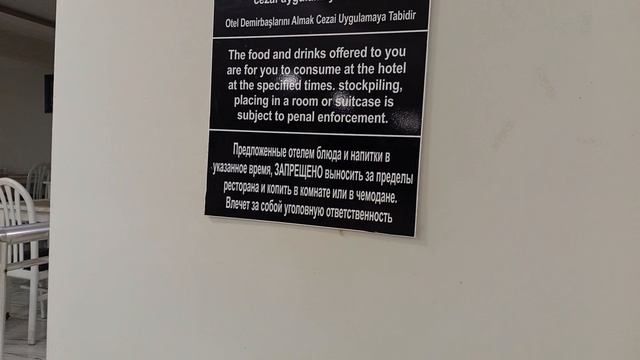 cezai uygulama
Otel Demirbaşlarını Almak Cezai Uygulamaya Tabidir
The food and drinks offered to you
are for you to consume at the hotel
at the specified times. stockpiling,
placing in a room or suitcase is
subject to penal enforcement.
Предложенные отелем блюда и напитки в
указанное время, ЗАПРЕЩЕНО выносить за пределы
ресторана и копить в комнате или в чемодане.
Влечет за собой уголовную ответственность